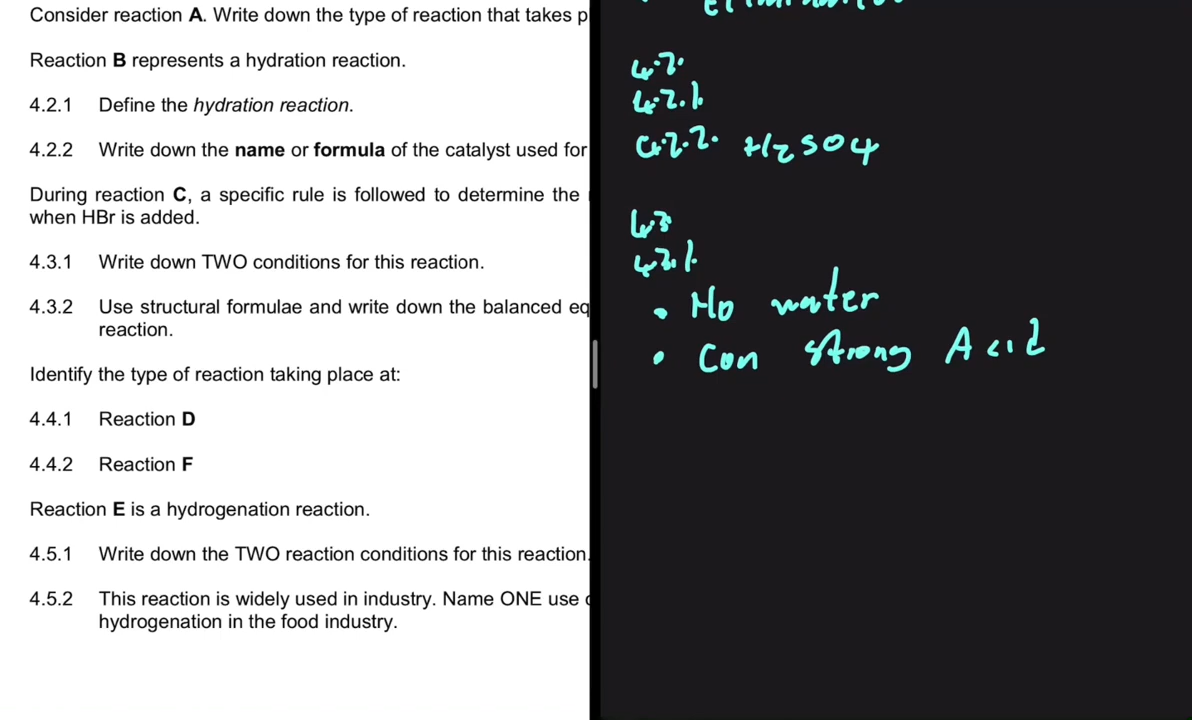 Consider reaction A. Write down the type of reaction that takes p
Reaction B represents a hydration reaction.
4.2.1 Define the hydration reaction.
4.2.2 Write down the name or formula of the catalyst used for
During reaction C, a specific rule is followed to determine the
when HBr is added.
4.3.1 Write down TWO conditions for this reaction.
4.3.2 Use structural formulae and write down the balanced eq
reaction.
Identify the type of reaction taking place at:
4.4.1 Reaction D
4.4.2 Reaction F
Reaction E is a hydrogenation reaction.
4.5.1 Write down the TWO reaction conditions for this reaction.
4.5.2 This reaction is widely used in industry. Name ONE use
hydrogenation in the food industry.
4.2.
4.2.1.
4.2.2. H2SO4
4.3
4.3.1.
• No water
• Con strong Acid